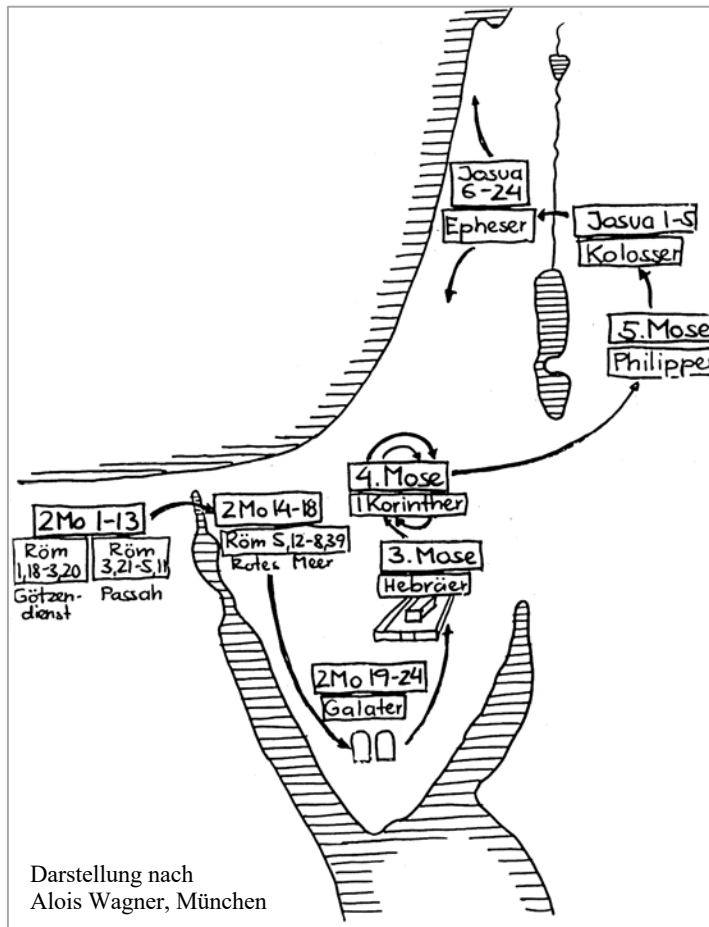 Josua
6-24
Epheser
Josua 1-5
Kolosser
5. Mose
Philipper
4. Mose
1 Korinther
3. Mose
Hebräer
2Mo 1-13
Röm
1,18-3,20
Götzen-
dienst
Röm
3,21-5,11
Passah
2Mo 14-18
Röm 5,12-8,39
Rotes Meer
2Mo 19-24
Galater
Darstellung nach
Alois Wagner, München